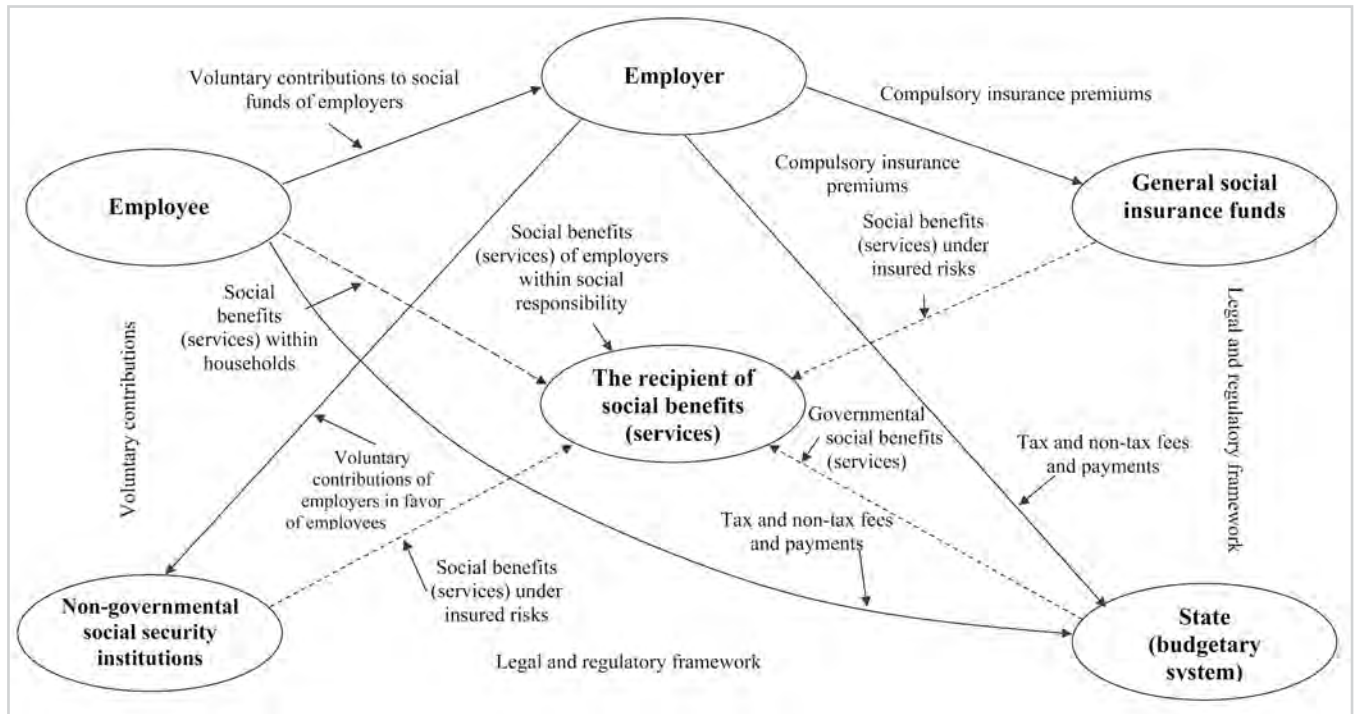 Employer
Voluntary contributions to social
funds of employers
Compulsory insurance premiums
Employee
Compulsory insurance
premiums
General social
insurance funds
Social benefits
(services) of employers
within social
responsibility
Social benefits
(services) under
insured risks
Social
benefits
(services) within
households
Voluntary contributions
Legal and regulatory framework
The recipient of
social benefits
(services)
Governmental
social benefits
(services)
Tax and non-tax fees
and payments
Voluntary
contributions of
employers in favor
of employees
Tax and non-tax fees
and payments
Social benefits
(services) under
insured risks
Non-governmental
social security
institutions
State
(budgetary
system)
Legal and regulatory framework